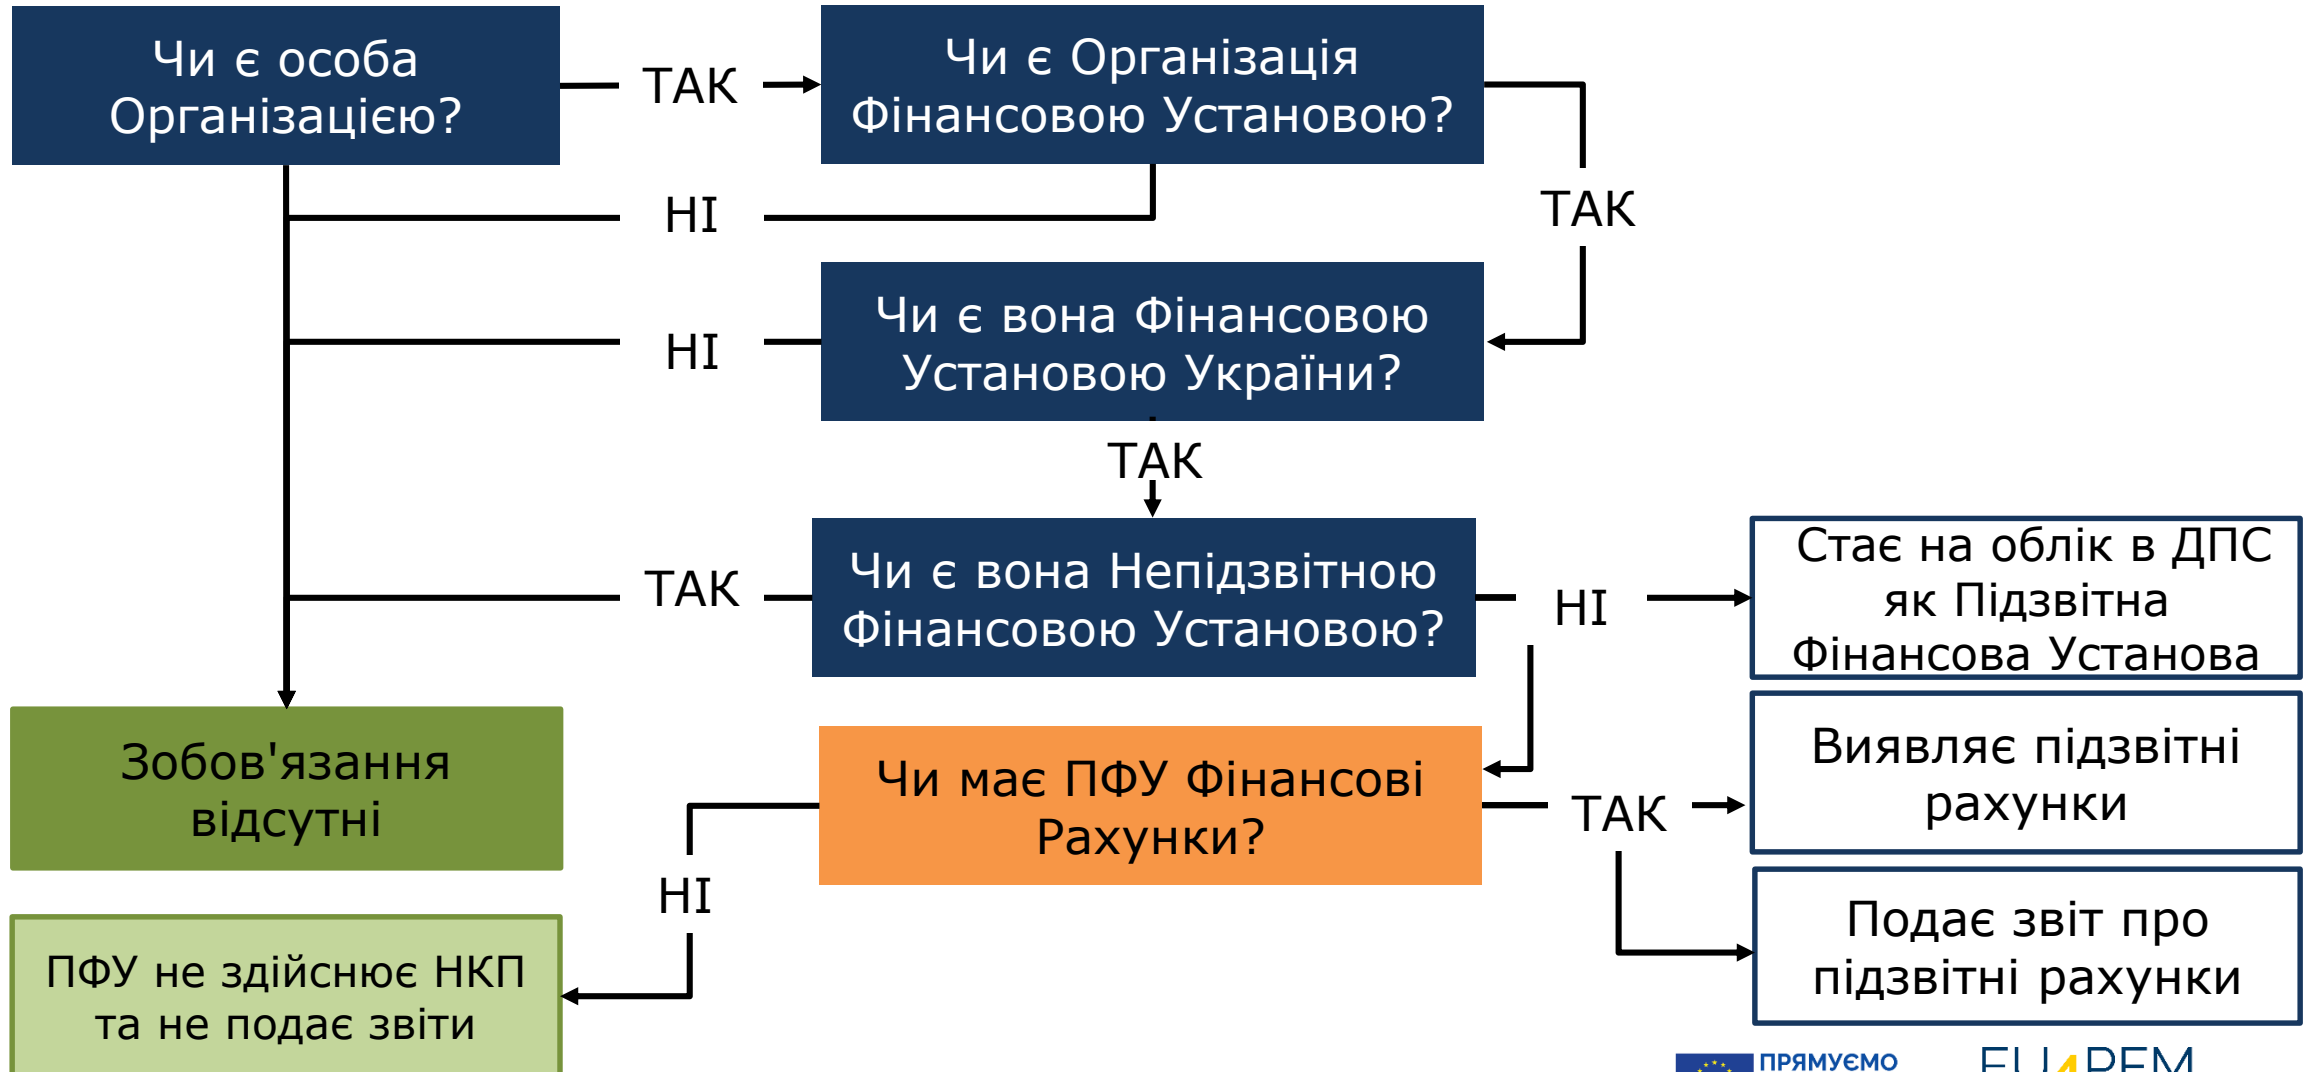 Чи є особа
Організацією?
ТАК
Чи є Організація
Фінансовою Установою?
НІ
ТАК
Чи є вона Фінансовою
Установою України?
НІ
ТАК
Чи є вона Непідзвітною
Фінансовою Установою?
ТАК
НІ
Стає на облік в ДПС
як Підзвітна
Фінансова Установа
Зобов'язання
відсутні
Чи має ПФУ Фінансові
Рахунки?
ТАК
Виявляє підзвітні
рахунки
НІ
ПФУ не здійснює НКП
та не подає звіти
Подає звіт про
підзвітні рахунки
ПРЯМУЄМО
EU4PFM